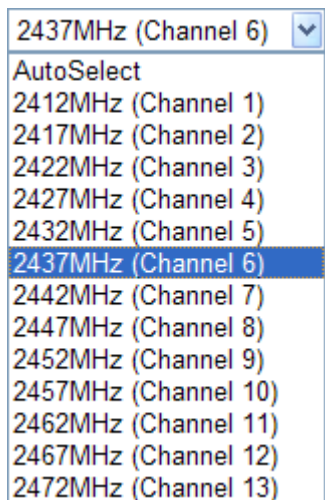 2437MHz (Channel 6)
AutoSelect
2412MHz (Channel 1)
2417MHz (Channel 2)
2422MHz (Channel 3)
2427MHz (Channel 4)
2432MHz (Channel 5)
2437MHz (Channel 6)
2442MHz (Channel 7)
2447MHz (Channel 8)
2452MHz (Channel 9)
2457MHz (Channel 10)
2462MHz (Channel 11)
2467MHz (Channel 12)
2472MHz (Channel 13)